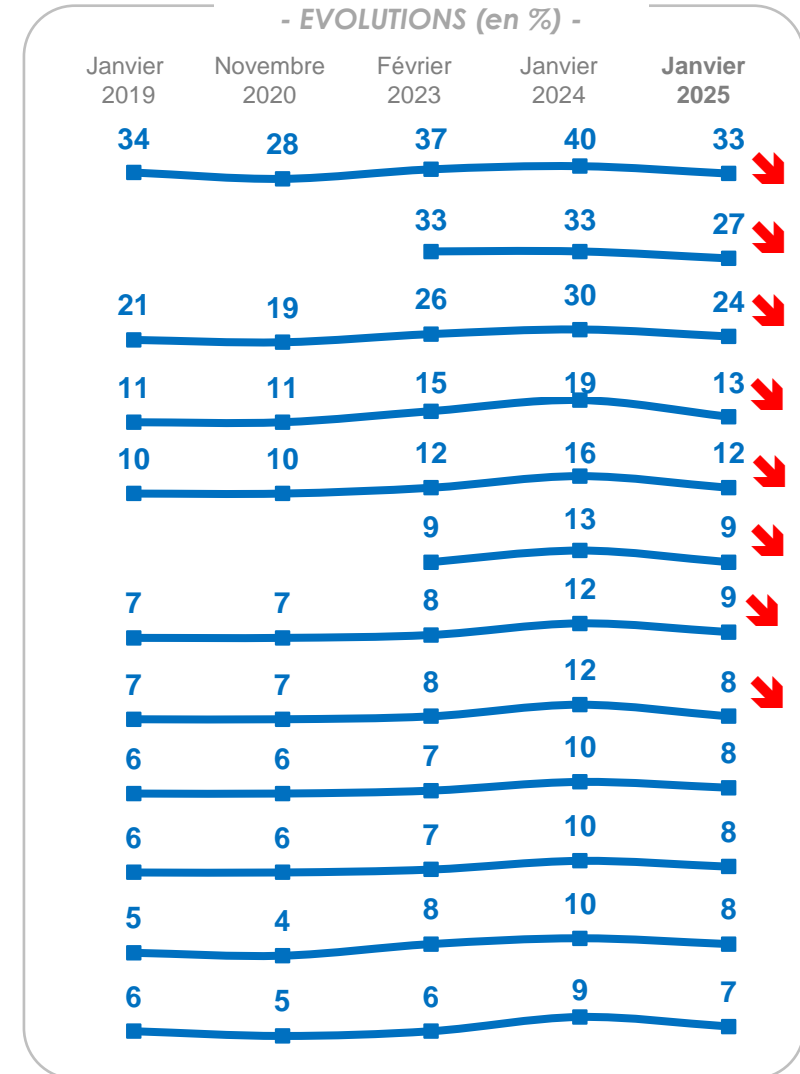 - EVOLUTIONS (en %) -
Janvier Novembre Février Janvier Janvier
2019 2020 2023 2024 2025
34 28 37 40 33
33 33 27
21 19 26 30 24
11 11 15 19 13
10 10 12 16 12
9 13 9
7 7 8 12 9
7 7 8 12 8
6 6 7 10 8
6 6 7 10 8
5 4 8 10 8
6 5 6 9 7